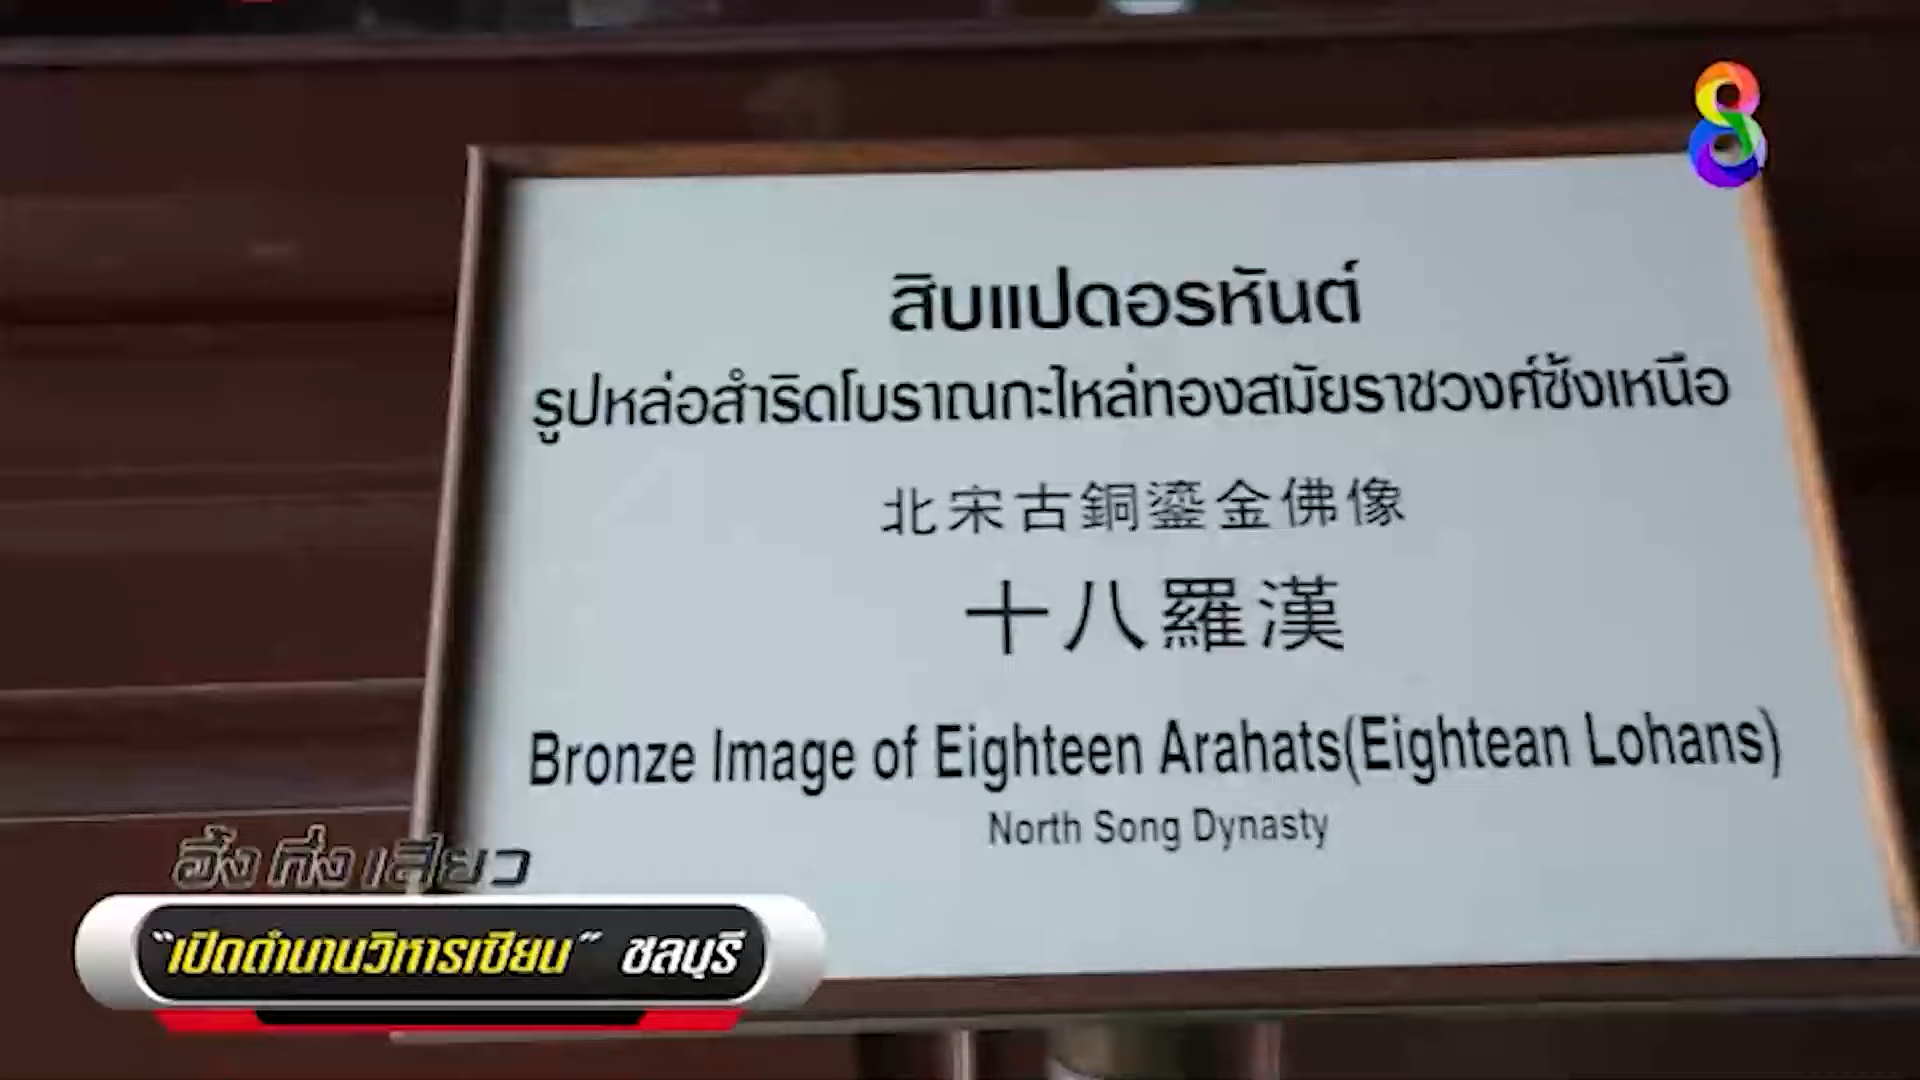 สิบแปดอรหันต์
รูปหล่อสำริดโบราณกะไหล่ทองสมัยราชวงศ์ซ้งเหนือ
北宋古銅鎏金佛像
十八羅漢
Bronze Image of Eighteen Arahats(Eightean Lohans)
North Song Dynasty
อึ้ง กึ่ง เสียว
“เปิดตำนานวิหารเซียน” ชลบุรี
8